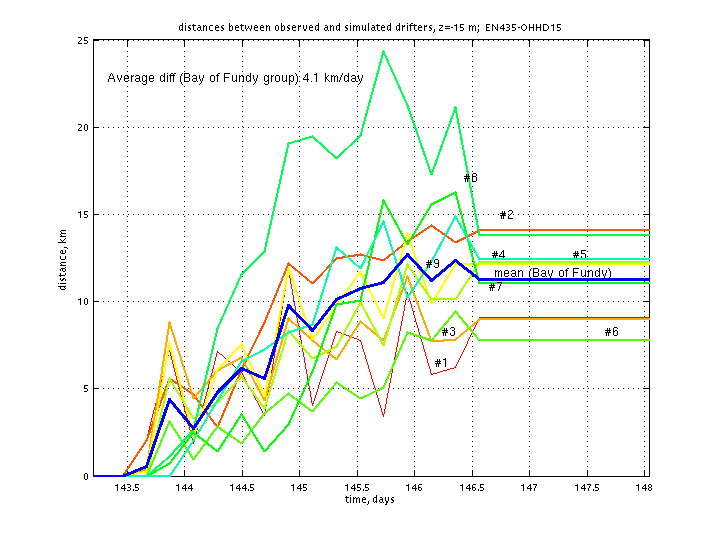 distances between observed and simulated drifters, z=-15 m; EN435-OHHD15
25
Average diff (Bay of Fundy group):4.1 km/day
20
#8
15
#2
#4
#5
#9
mean (Bay of Fundy)
distance, km
10
#7
#3
#6
#1
5
0
143.5 144 144.5 145 145.5 146 146.5 147 147.5 148
time, days